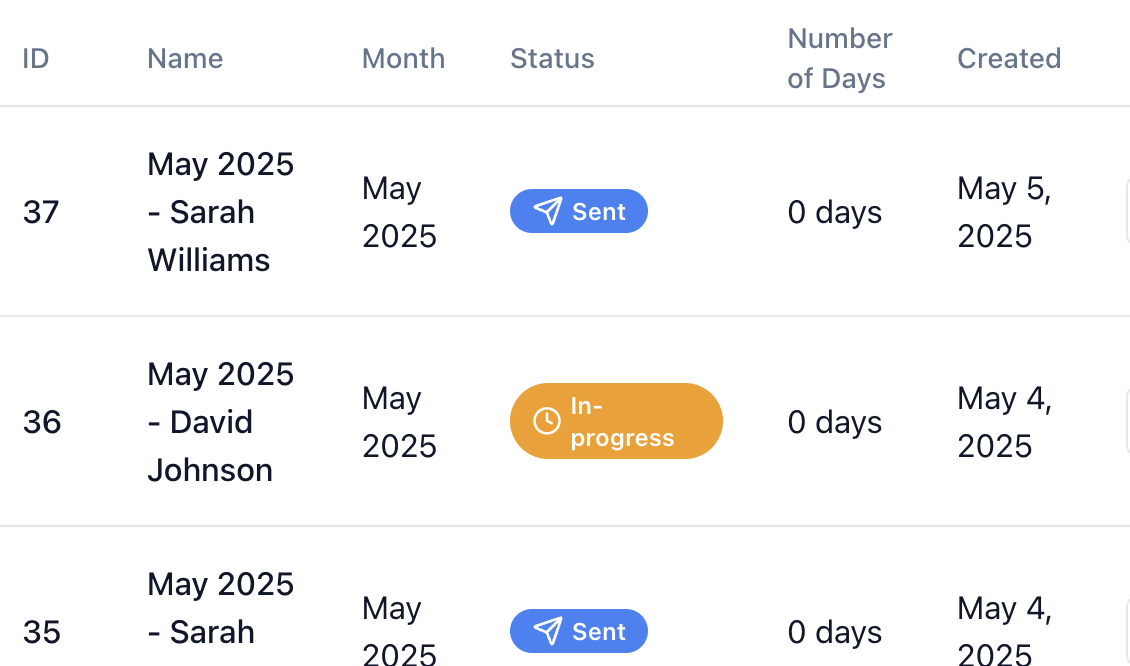 ID Name Month Status Number of Days Created
37 May 2025 - Sarah Williams May 2025 Sent 0 days May 5, 2025
36 May 2025 - David Johnson May 2025 In-progress 0 days May 4, 2025
35 May 2025 - Sarah May 2025 Sent 0 days May 4, 2025